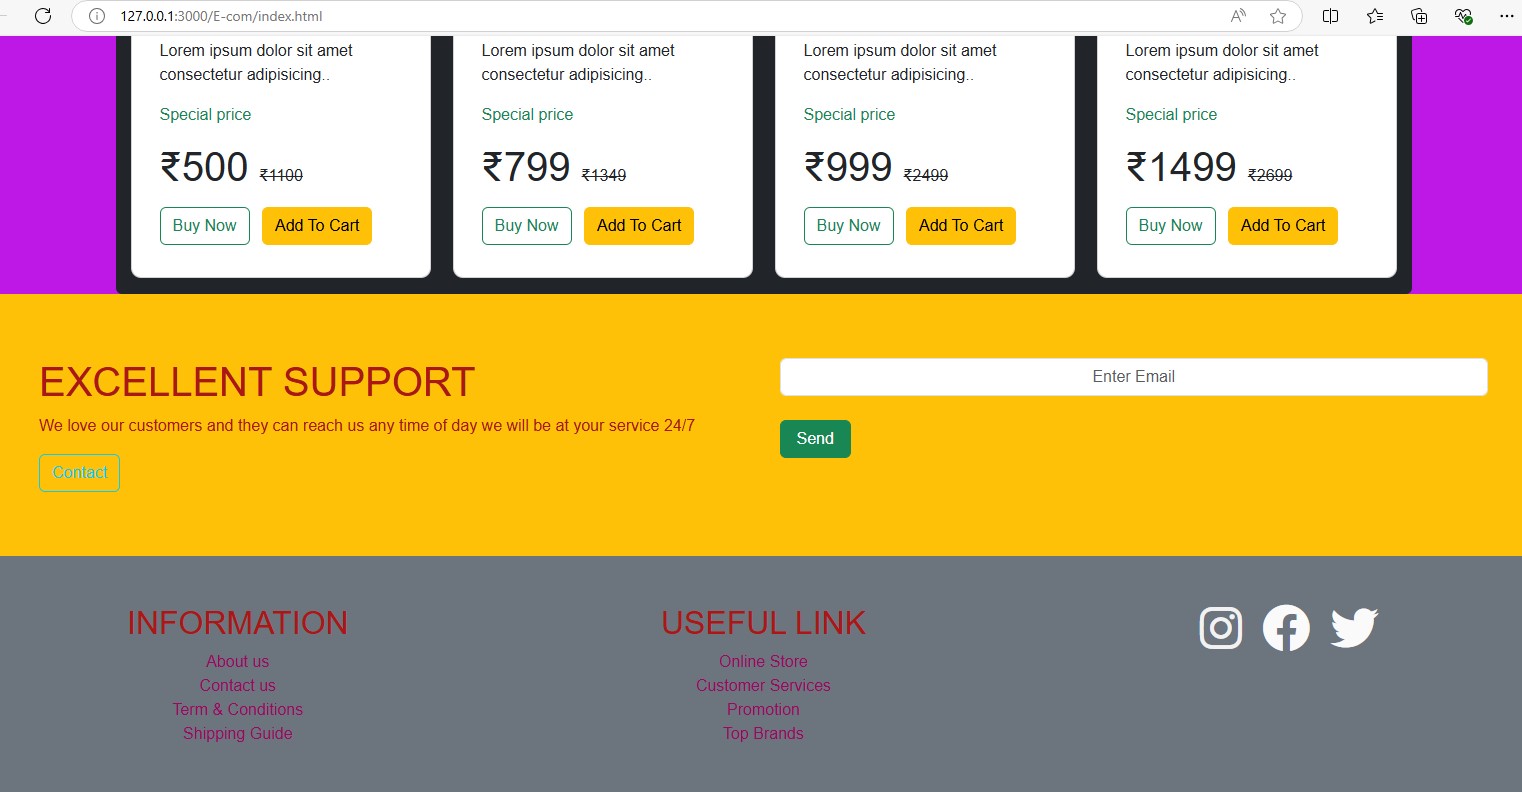 127.0.0.1:3000/E-com/index.html
Lorem ipsum dolor sit amet
consectetur adipisicing..
Special price
₹500 ₹1100
Buy Now Add To Cart
Lorem ipsum dolor sit amet
consectetur adipisicing..
Special price
₹799 ₹1349
Buy Now Add To Cart
Lorem ipsum dolor sit amet
consectetur adipisicing..
Special price
₹999 ₹2499
Buy Now Add To Cart
Lorem ipsum dolor sit amet
consectetur adipisicing..
Special price
₹1499 ₹2699
Buy Now Add To Cart
EXCELLENT SUPPORT
We love our customers and they can reach us any time of day we will be at your service 24/7
Contact
Enter Email
Send
INFORMATION
About us
Contact us
Term & Conditions
Shipping Guide
USEFUL LINK
Online Store
Customer Services
Promotion
Top Brands